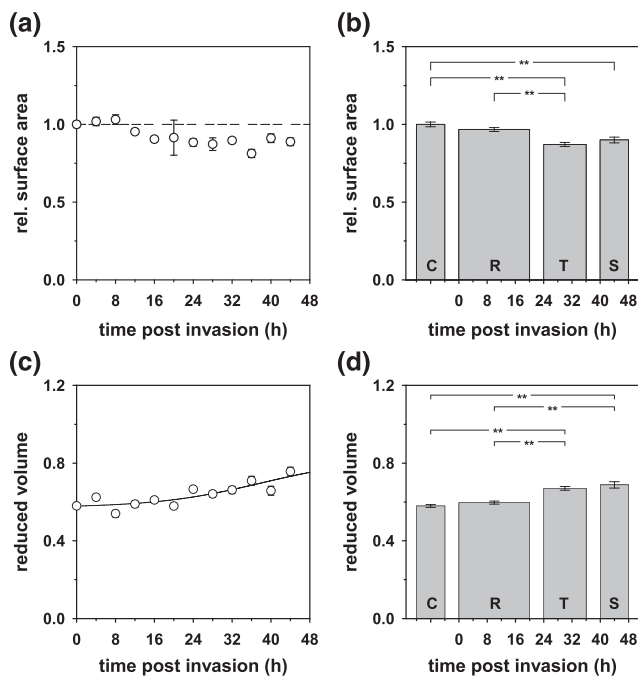 (a)
1.5
1.0
0.5
0.0
rel. surface area
0 8 16 24 32 40 48
time post invasion (h)
(b)
1.5
1.0
0.5
0.0
rel. surface area
**
**
**
C R T S
0 8 16 24 32 40 48
time post invasion (h)
(c)
1.2
0.8
0.4
0.0
reduced volume
0 8 16 24 32 40 48
time post invasion (h)
(d)
1.2
0.8
0.4
0.0
reduced volume
**
**
**
**
C R T S
0 8 16 24 32 40 48
time post invasion (h)